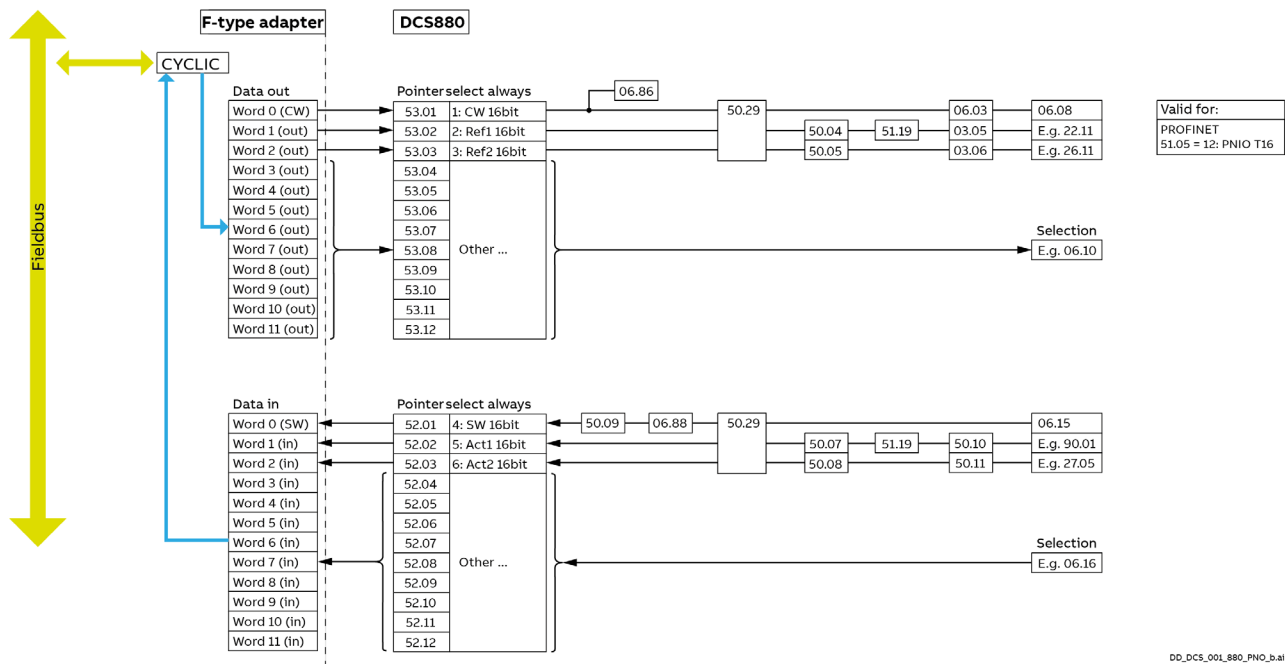 F-type adapter DCS880
CYCLIC
Fieldbus
Data out Pointer select always
06.86
Word 0 (CW) 53.01 1: CW 16bit 50.29 06.03 06.08
Word 1 (out) 53.02 2: Ref1 16bit 50.04 51.19 03.05 E.g. 22.11
Word 2 (out) 53.03 3: Ref2 16bit 50.05 03.06 E.g. 26.11
Valid for:
PROFINET
51.05 = 12: PNIO T16
Word 3 (out) 53.04
Word 4 (out) 53.05
Word 5 (out) 53.06
Word 6 (out) 53.07 Selection
Word 7 (out) 53.08 Other ... E.g. 06.10
Word 8 (out) 53.09
Word 9 (out) 53.10
Word 10 (out) 53.11
Word 11 (out) 53.12
Data in Pointer select always
Word 0 (SW) 52.01 4: SW 16bit 50.09 06.88 50.29 06.15
Word 1 (in) 52.02 5: Act1 16bit 50.07 51.19 50.10 E.g. 90.01
Word 2 (in) 52.03 6: Act2 16bit 50.08 50.11 E.g. 27.05
Word 3 (in) 52.04
Word 4 (in) 52.05
Word 5 (in) 52.06
Word 6 (in) 52.07 Selection
Word 7 (in) 52.08 Other ... E.g. 06.16
Word 8 (in) 52.09
Word 9 (in) 52.10
Word 10 (in) 52.11
Word 11 (in) 52.12
DD_DCS_001_880_PNO_b.ai